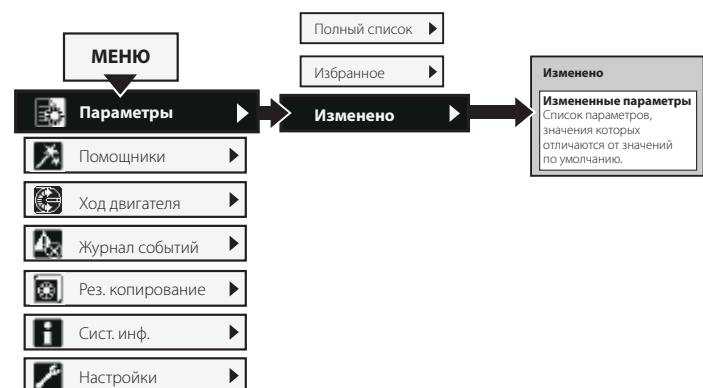 МЕНЮ
Параметры
Помощники
Ход двигателя
Журнал событий
Рез. копирование
Сист. инф.
Настройки
Полный список
Избранное
Изменено
Изменено
Измененные параметры
Список параметров,
значения которых
отличаются от значений
по умолчанию.